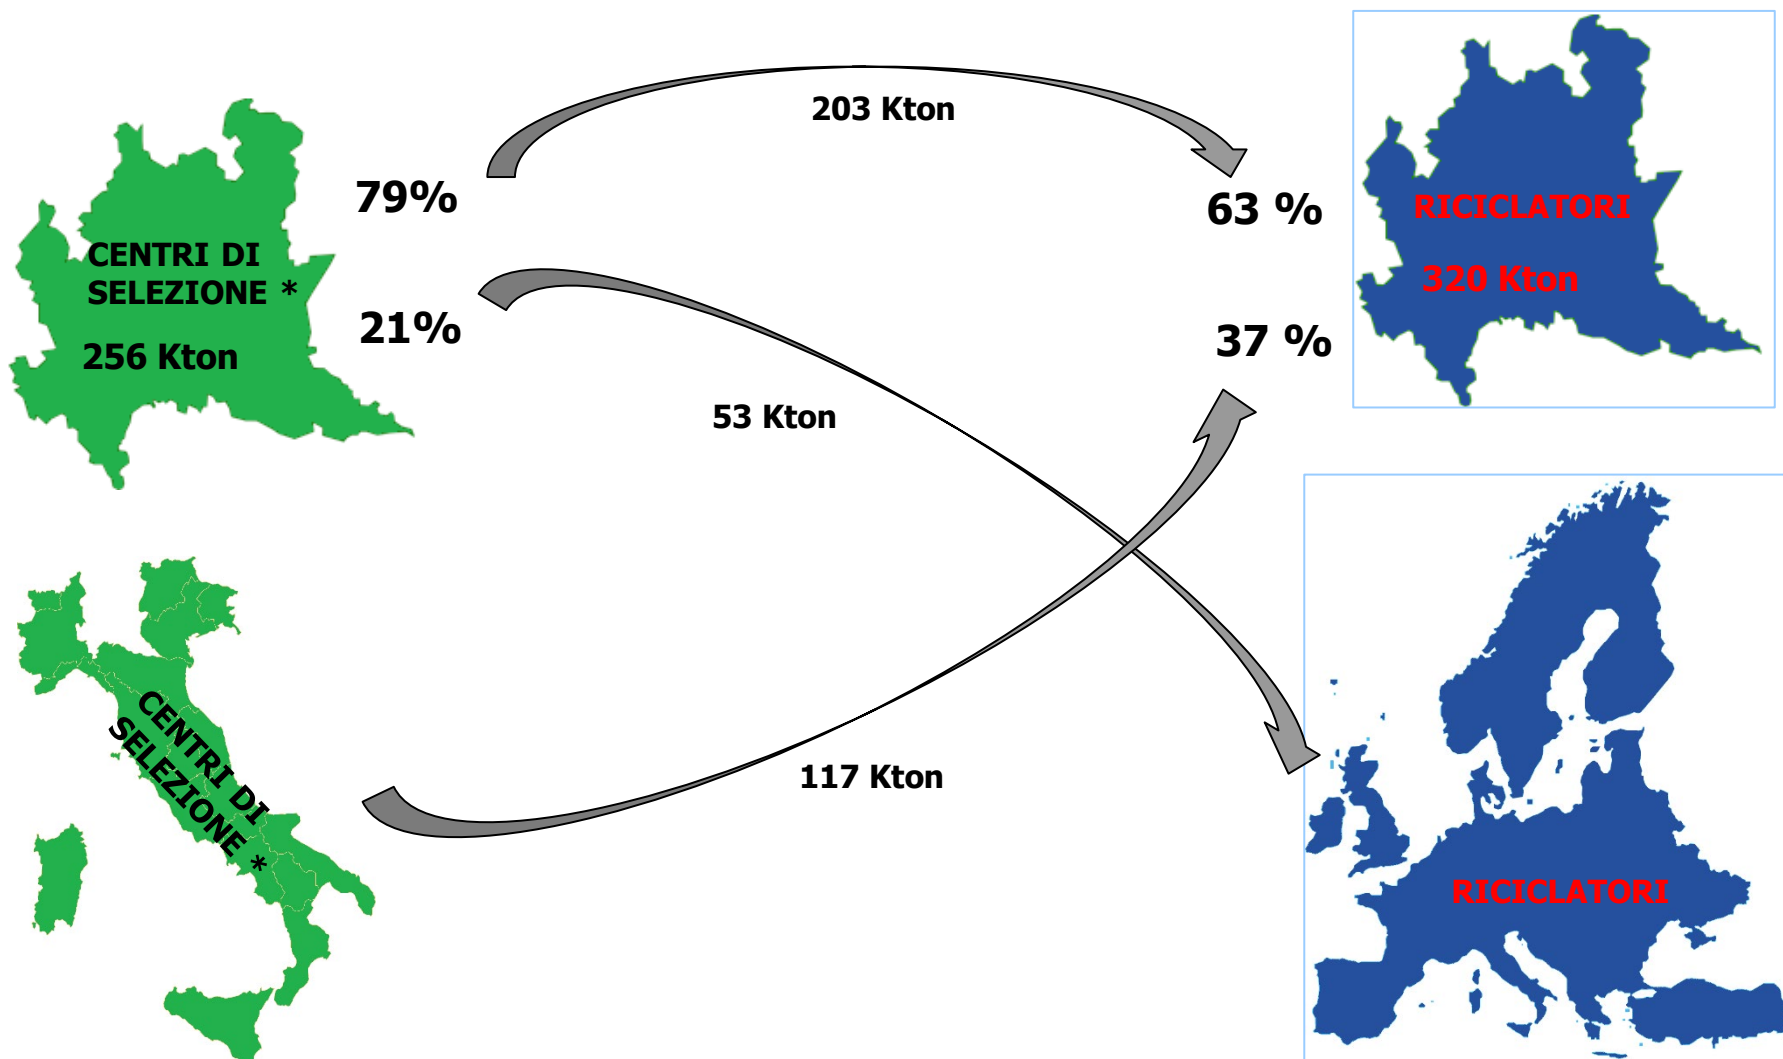 203 Kton
79%
63 %
RICICLATORI
320 Kton
CENTRI DI
SELEZIONE *
256 Kton
21%
37 %
53 Kton
CENTRI DI
SELEZIONE *
117 Kton
RICICLATORI